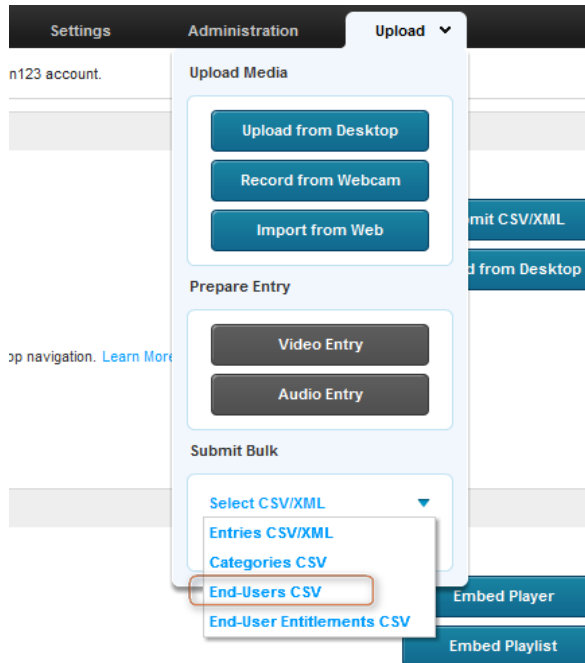 Settings Administration Upload
n123 account.
Upload Media
Upload from Desktop
Record from Webcam
mit CSV/XML
Import from Web
d from Desktop
Prepare Entry
Video Entry
op navigation. Learn More
Audio Entry
Submit Bulk
Select CSV/XML
Entries CSV/XML
Categories CSV
End-Users CSV
Embed Player
End-User Entitlements CSV
Embed Playlist